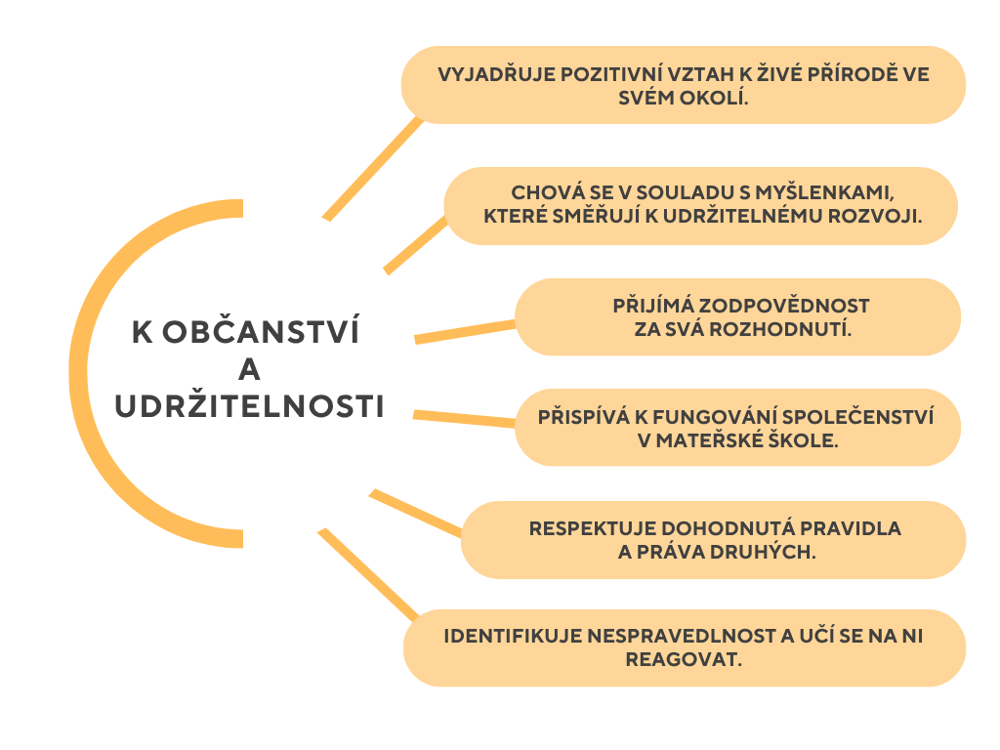 VYJADŘUJE POZITIVNÍ VZTAH K ŽIVÉ PŘÍRODĚ VE
SVÉM OKOLÍ.
CHOVÁ SE V SOULADU S MYŠLENKAMI,
KTERÉ SMĚŘUJÍ K UDRŽITELNÉMU ROZVOJI.
PŘIJÍMÁ ZODPOVĚDNOST
ZA SVÁ ROZHODNUTÍ.
K OBČANSTVÍ
A
UDRŽITELNOSTI
PŘISPÍVÁ K FUNGOVÁNÍ SPOLEČENSTVÍ
V MATEŘSKÉ ŠKOLE.
RESPEKTUJE DOHODNUTÁ PRAVIDLA
A PRÁVA DRUHÝCH.
IDENTIFIKUJE NESPRAVEDLNOST A UČÍ SE NA NI
REAGOVAT.